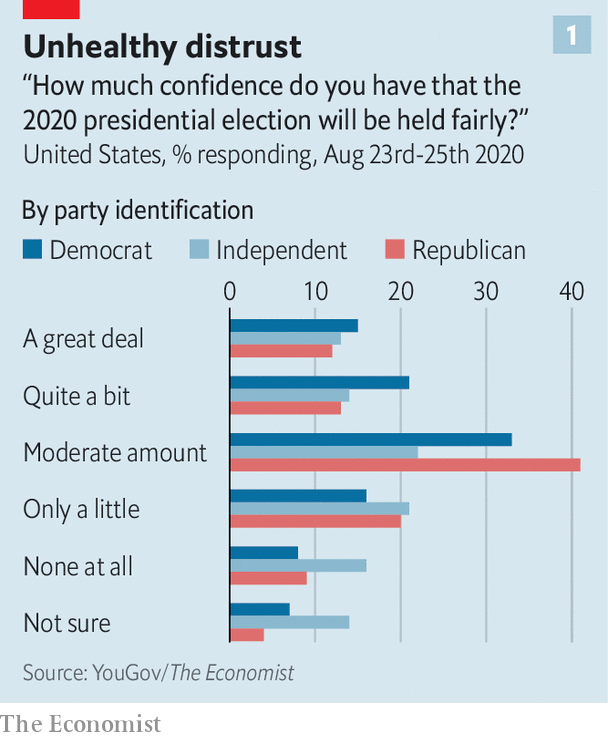 1
Unhealthy distrust
“How much confidence do you have that the
2020 presidential election will be held fairly?”
United States, % responding, Aug 23rd-25th 2020
By party identification
Democrat Independent Republican
0 10 20 30 40
A great deal
Quite a bit
Moderate amount
Only a little
None at all
Not sure
Source: YouGov/The Economist
The Economist